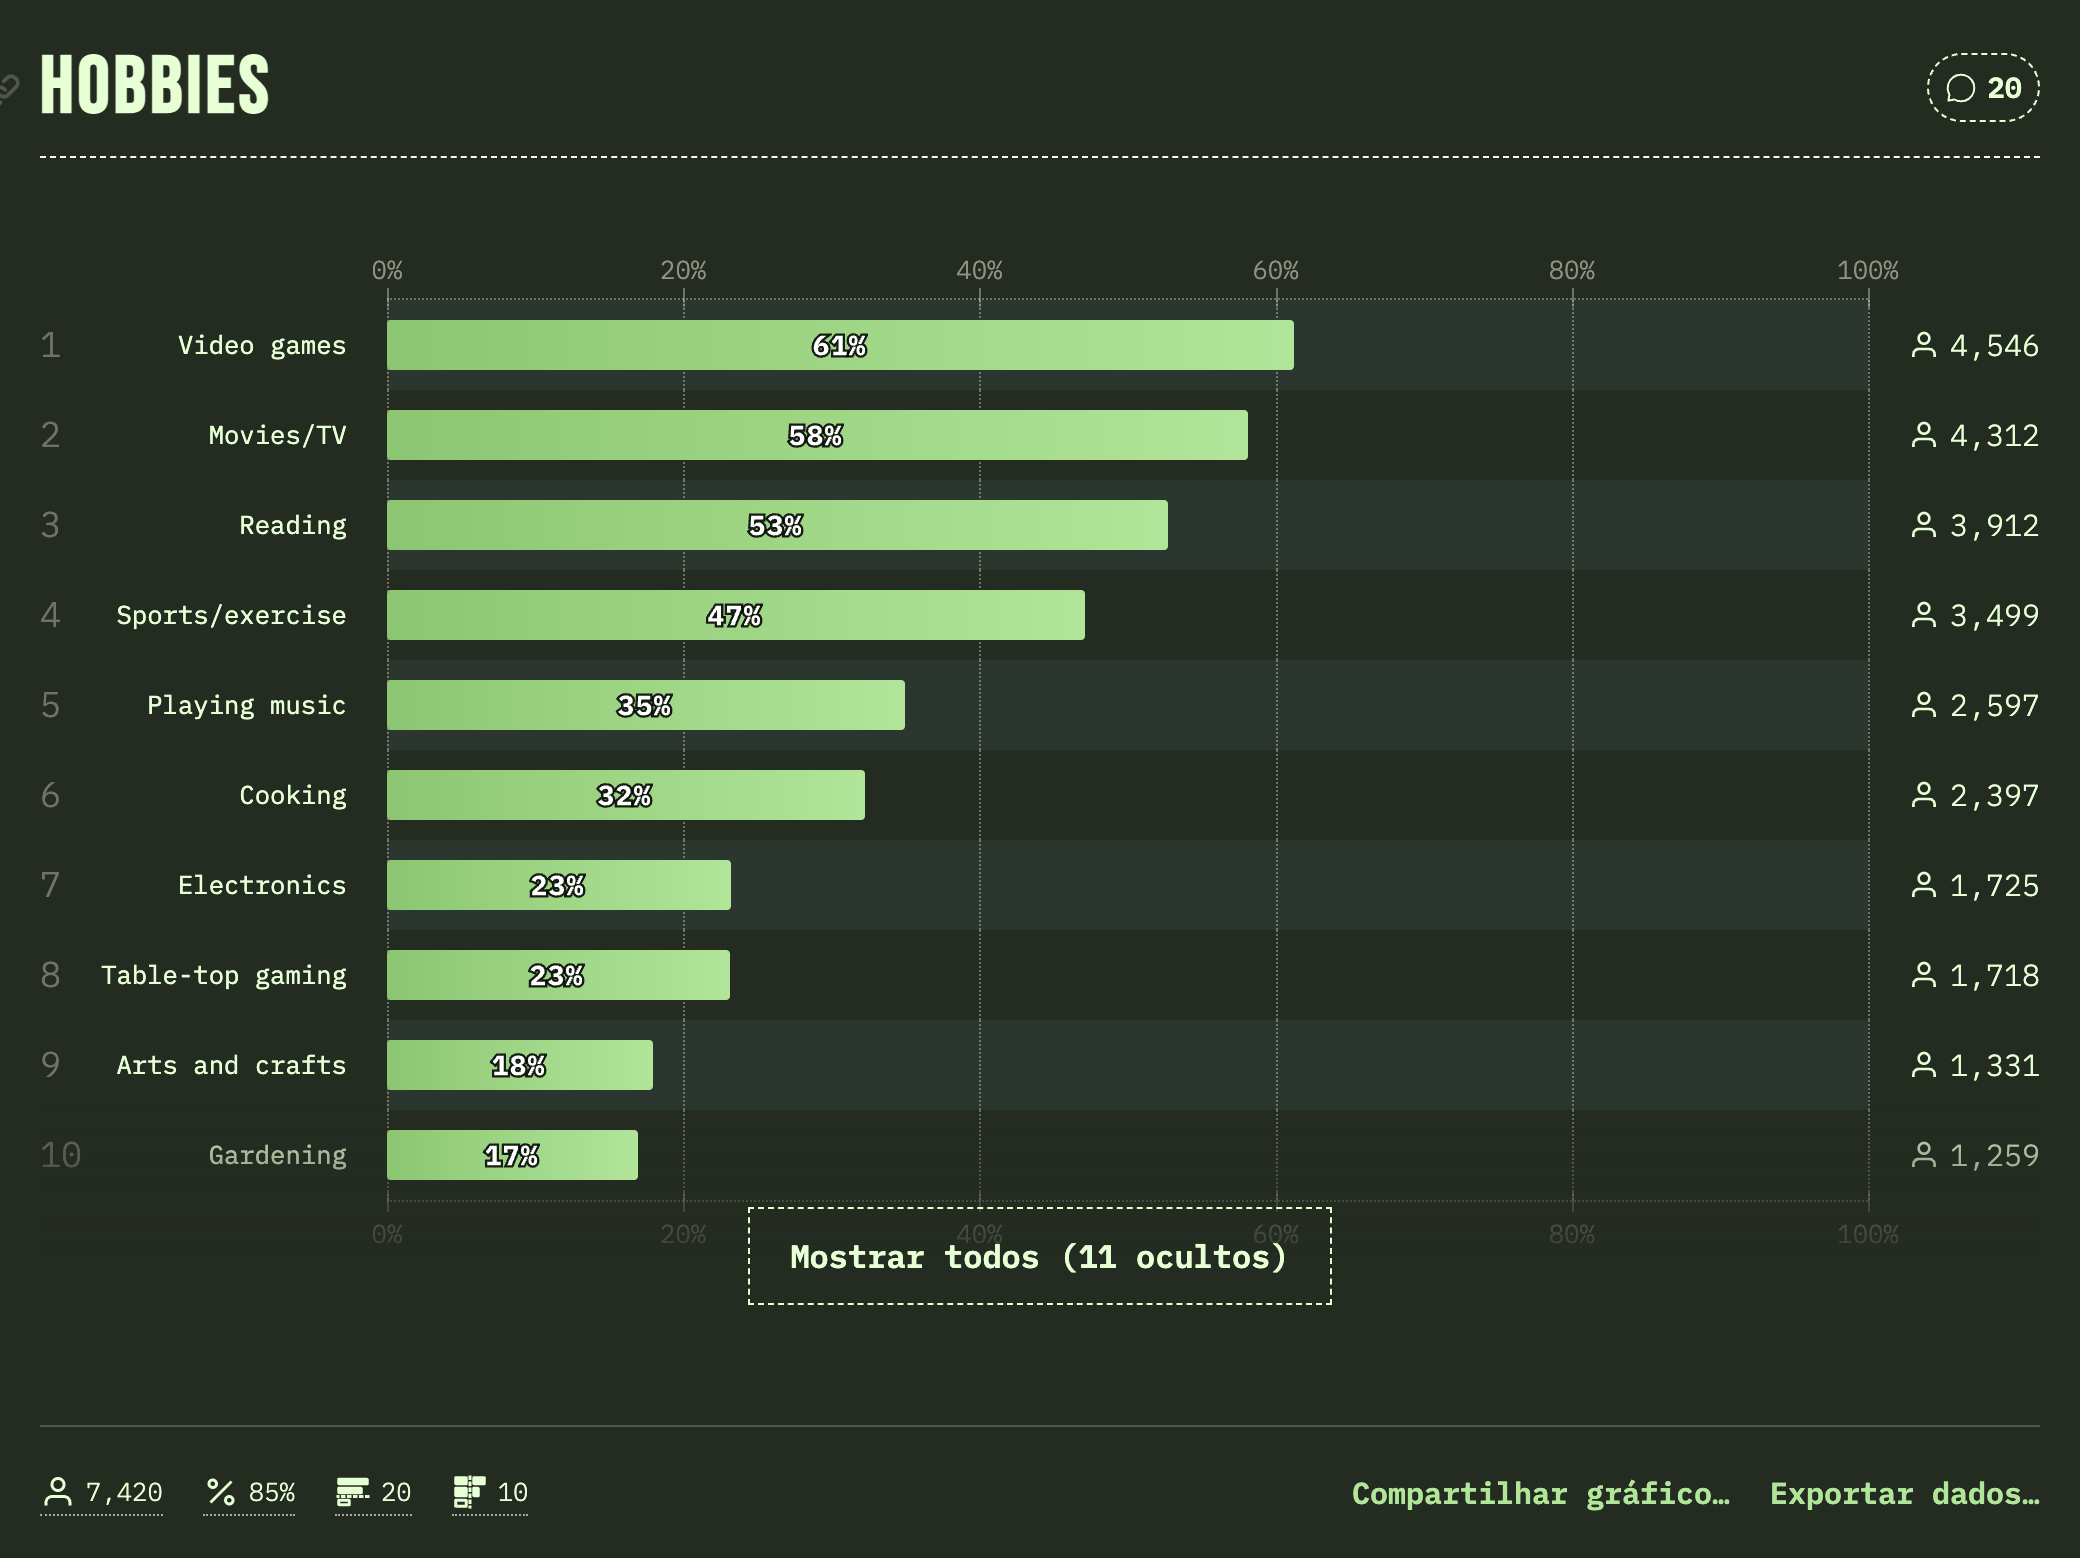 HOBBIES
20
0% 20% 40% 60% 80% 100%
1 Video games 61% 4,546
2 Movies/TV 58% 4,312
3 Reading 53% 3,912
4 Sports/exercise 47% 3,499
5 Playing music 35% 2,597
6 Cooking 32% 2,397
7 Electronics 23% 1,725
8 Table-top gaming 23% 1,718
9 Arts and crafts 18% 1,331
10 Gardening 17% 1,259
0% 20% 40% 60% 80% 100%
Mostrar todos (11 ocultos)
7,420 85% 20 10 Compartilhar gráfico… Exportar dados…